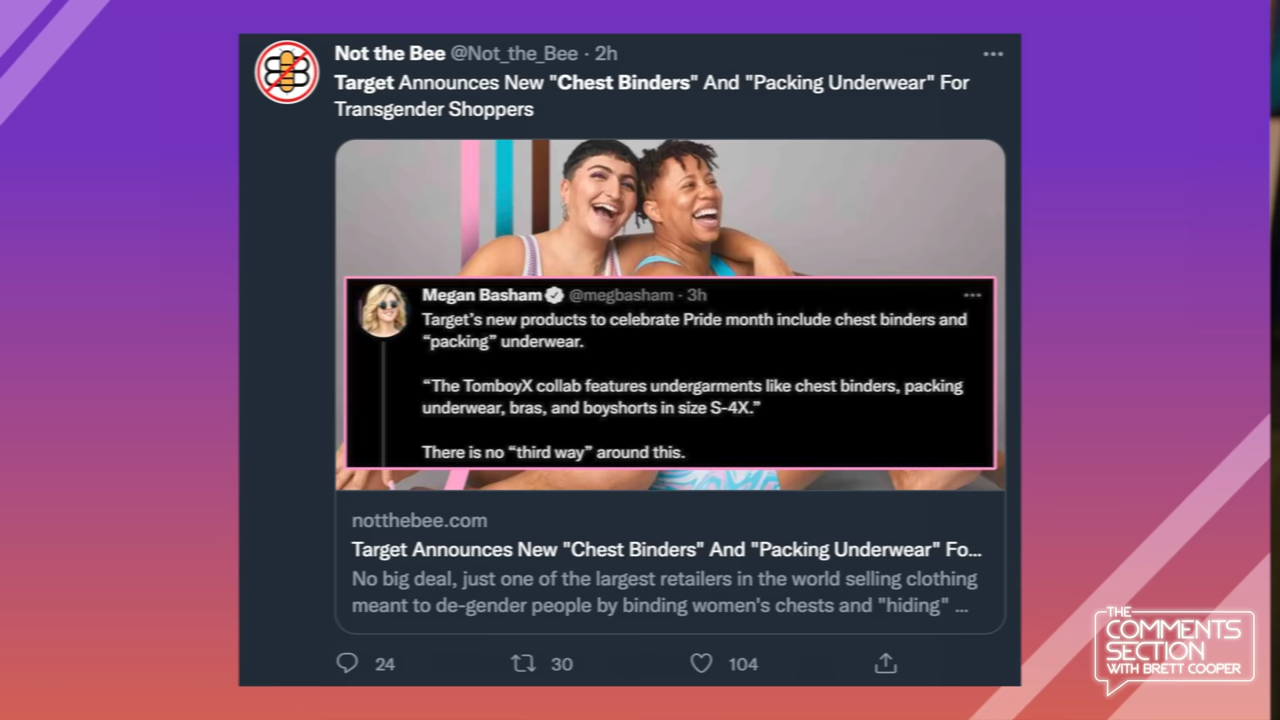 Not the Bee @Not_the_Bee · 2h
Target Announces New "Chest Binders" And "Packing Underwear" For
Transgender Shoppers
Megan Basham @megbasham · 3h
Target's new products to celebrate Pride month include chest binders and
“packing” underwear.
“The TomboyX collab features undergarments like chest binders, packing
underwear, bras, and boyshorts in size S-4X.”
There is no “third way” around this.
notthebee.com
Target Announces New "Chest Binders" And "Packing Underwear" Fo...
No big deal, just one of the largest retailers in the world selling clothing
meant to de-gender people by binding women's chests and "hiding" ...
24 30 104
THE
COMMENTS
SECTION
WITH BRETT COOPER